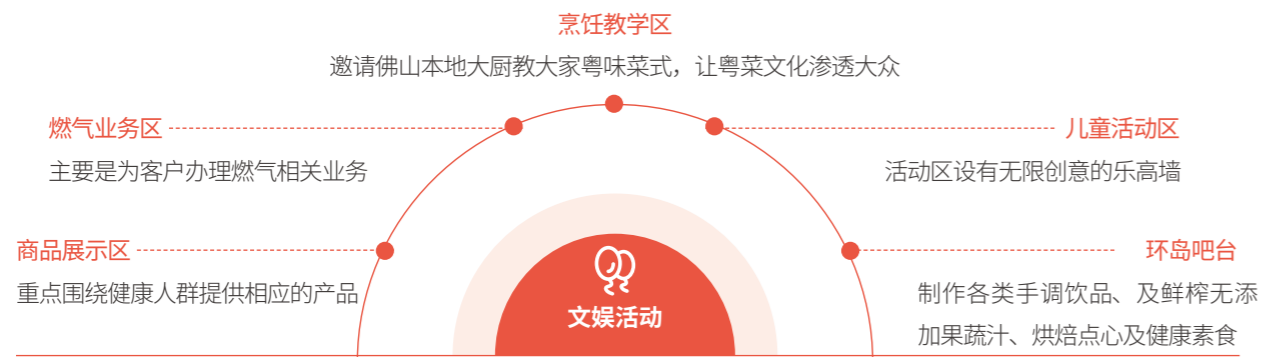 烹饪教学区
邀请佛山本地大厨教大家粤味菜式，让粤菜文化渗透大众
燃气业务区
主要是为客户办理燃气相关业务
儿童活动区
活动区设有无限创意的乐高墙
商品展示区
重点围绕健康人群提供相应的产品
环岛吧台
制作各类手调饮品、及鲜榨无添
加果蔬汁、烘焙点心及健康素食
文娱活动